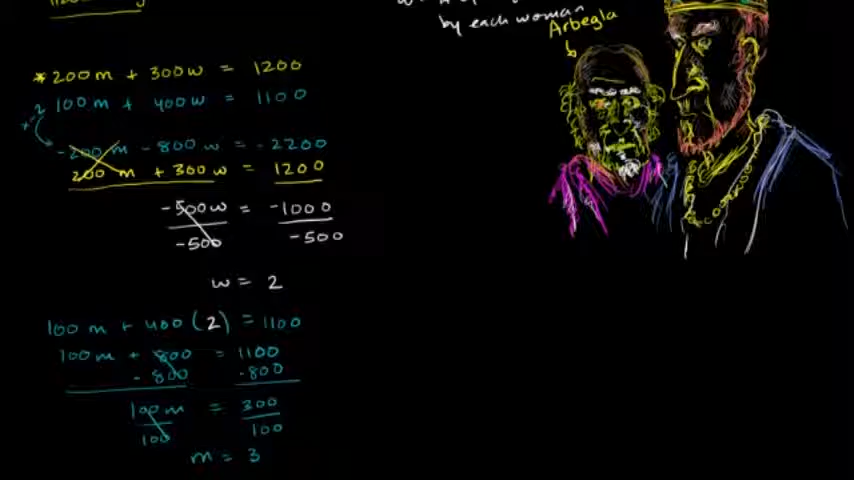 by each woman
Arbegla
*200m + 300w = 1200
100m + 400w = 1100
-200m - 800w = -2200
200m + 300w = 1200
-500w = -1000
-500 -500
w = 2
100m + 400(2) = 1100
100m + 800 = 1100
- 800 -800
100m = 300
100 100
m = 3